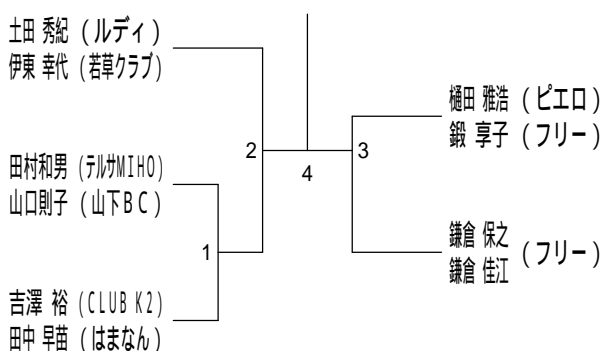 土田 秀紀 (ルディ)
伊東 幸代 (若草クラブ)
田村和男 (テルサMIHO)
山口則子 (山下BC)
吉澤 裕 (CLUB K2)
田中 早苗 (はまなん)
1
2
4
3
樋田 雅浩 (ピエロ)
鍛 享子 (フリー)
鎌倉 保之
鎌倉 佳江 (フリー)